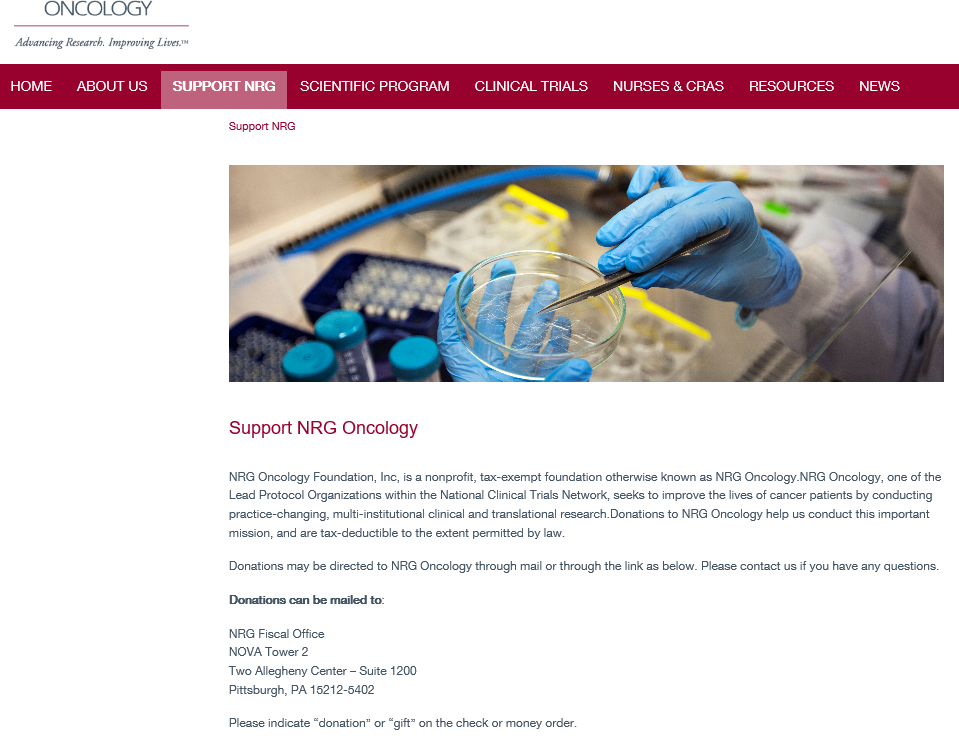 ONCOLOGY
Advancing Research. Improving Lives.™
HOME ABOUT US SUPPORT NRG SCIENTIFIC PROGRAM CLINICAL TRIALS NURSES & CRAS RESOURCES NEWS
Support NRG
Support NRG Oncology
NRG Oncology Foundation, Inc, is a nonprofit, tax-exempt foundation otherwise known as NRG Oncology.NRG Oncology, one of the
Lead Protocol Organizations within the National Clinical Trials Network, seeks to improve the lives of cancer patients by conducting
practice-changing, multi-institutional clinical and translational research.Donations to NRG Oncology help us conduct this important
mission, and are tax-deductible to the extent permitted by law.
Donations may be directed to NRG Oncology through mail or through the link as below. Please contact us if you have any questions.
Donations can be mailed to:
NRG Fiscal Office
NOVA Tower 2
Two Allegheny Center – Suite 1200
Pittsburgh, PA 15212-5402
Please indicate “donation” or “gift” on the check or money order.